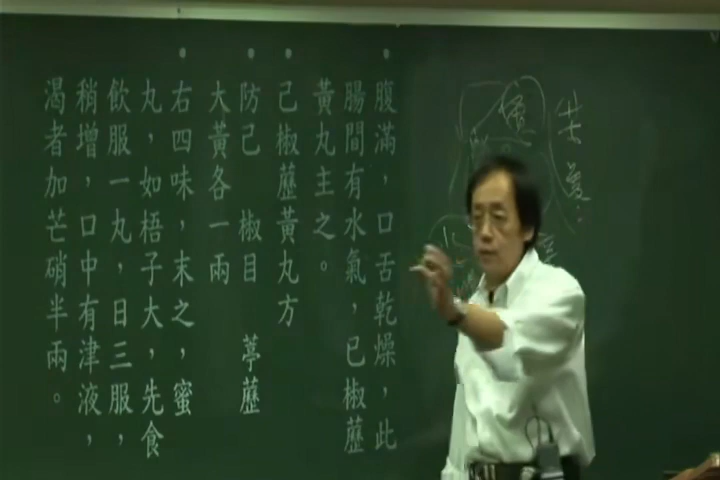 • 腹滿，口舌乾燥，此
腸間有水氣，已椒藶
黃丸主之。
• 己椒藶黃丸方
• 防己 椒目 葶藶
大黃各一兩
• 右四味，末之，蜜
丸，如梧子大，先食
飲服一丸，日三服，
稍增，口中有津液，
渴者加芒硝半兩。